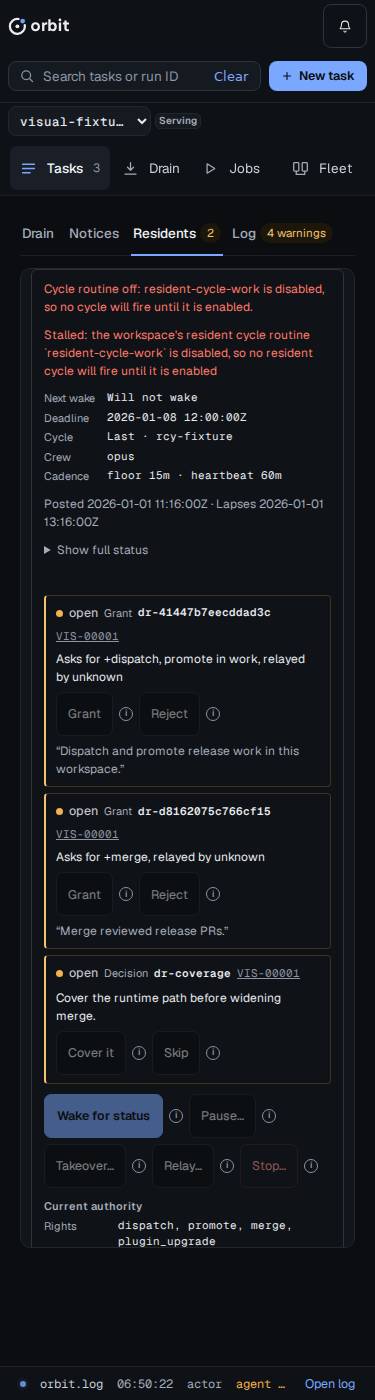 orbit
Search tasks or run ID Clear + New task
visual-fixtu… Serving
Tasks 3 Drain Jobs Fleet
Drain Notices Residents 2 Log 4 warnings
Cycle routine off: resident-cycle-work is disabled,
so no cycle will fire until it is enabled.
Stalled: the workspace's resident cycle routine
`resident-cycle-work` is disabled, so no resident
cycle will fire until it is enabled
Next wake Will not wake
Deadline 2026-01-08 12:00:00Z
Cycle Last · rcy-fixture
Crew opus
Cadence floor 15m · heartbeat 60m
Posted 2026-01-01 11:16:00Z · Lapses 2026-01-01
13:16:00Z
Show full status
open Grant dr-41447b7eecddad3c
VIS-00001
Asks for +dispatch, promote in work, relayed
by unknown
Grant Reject
“Dispatch and promote release work in this
workspace.”
open Grant dr-d8162075c766cf15
VIS-00001
Asks for +merge, relayed by unknown
Grant Reject
“Merge reviewed release PRs.”
open Decision dr-coverage VIS-00001
Cover the runtime path before widening
merge.
Cover it Skip
Wake for status Pause…
Takeover… Relay… Stop…
Current authority
Rights dispatch, promote, merge,
plugin_upgrade
orbit.log 06:50:22 actor agent … Open log